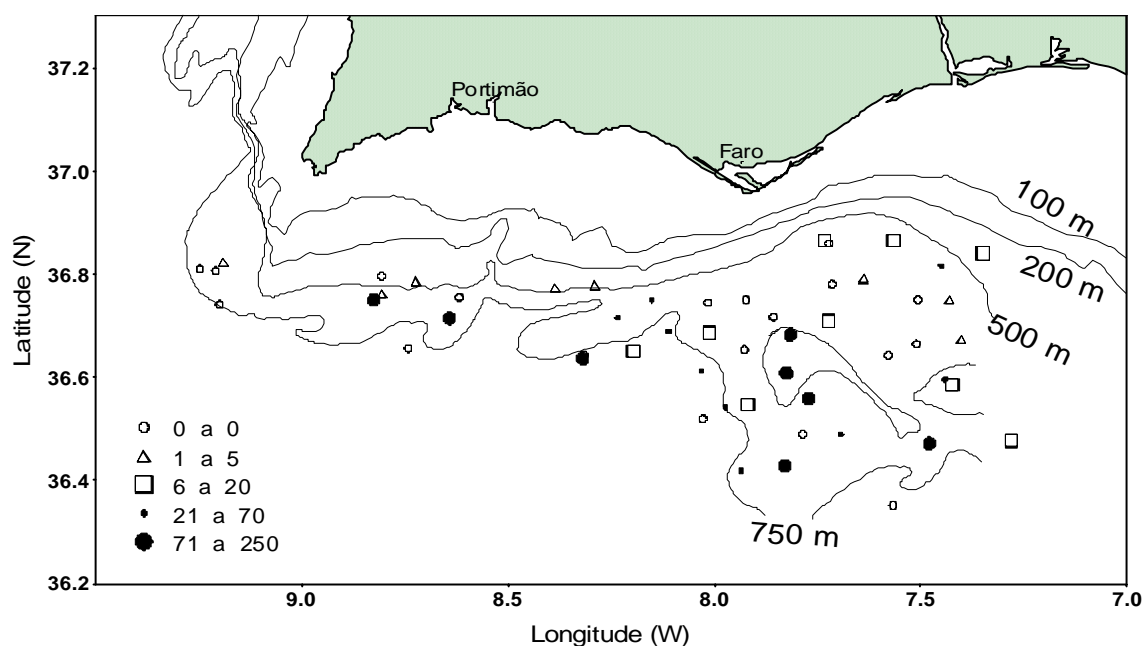 Portimão
Faro
100 m
200 m
500 m
750 m
37.2
37.0
36.8
36.6
36.4
36.2
Latitude (N)
0 a 0
1 a 5
6 a 20
21 a 70
71 a 250
9.0 8.5 8.0 7.5 7.0
Longitude (W)